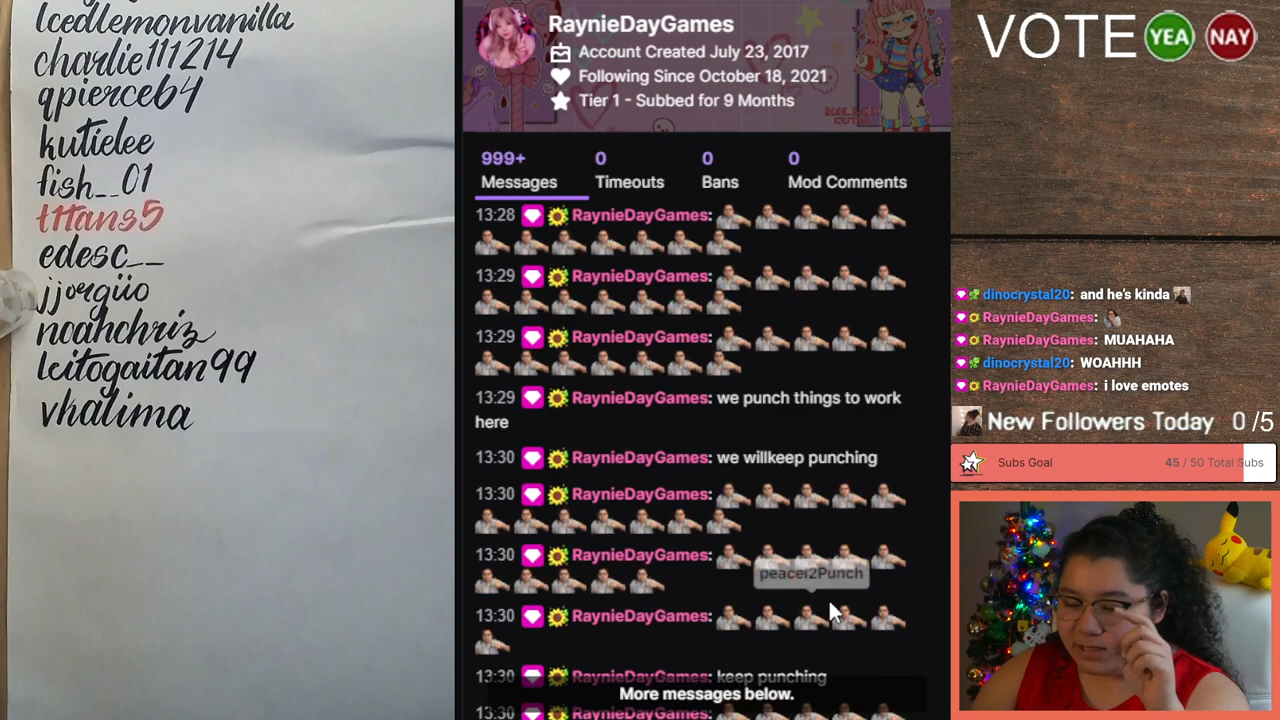 Icedlemonvanilla
charlie111214
qpierce64
kutielee
fish__01
t1tans5
edesc__
jjorgüo
noahchriz
lcitogaitan99
vhalima
RaynieDayGames
Account Created July 23, 2017
Following Since October 18, 2021
Tier 1 - Subbed for 9 Months
999+ Messages
0 Timeouts
0 Bans
0 Mod Comments
13:28 RaynieDayGames:
13:29 RaynieDayGames:
13:29 RaynieDayGames:
13:29 RaynieDayGames: we punch things to work
here
13:30 RaynieDayGames: we willkeep punching
13:30 RaynieDayGames:
13:30 RaynieDayGames:
peacei2Punch
13:30 RaynieDayGames:
13:30 RaynieDayGames: keep punching
More messages below.
13:30 RaynieDayGames:
VOTE YEA NAY
dinocrystal20: and he's kinda
RaynieDayGames:
RaynieDayGames: MUAHAHA
dinocrystal20: WOAHHH
RaynieDayGames: i love emotes
New Followers Today 0 /5
Subs Goal 45 / 50 Total Subs